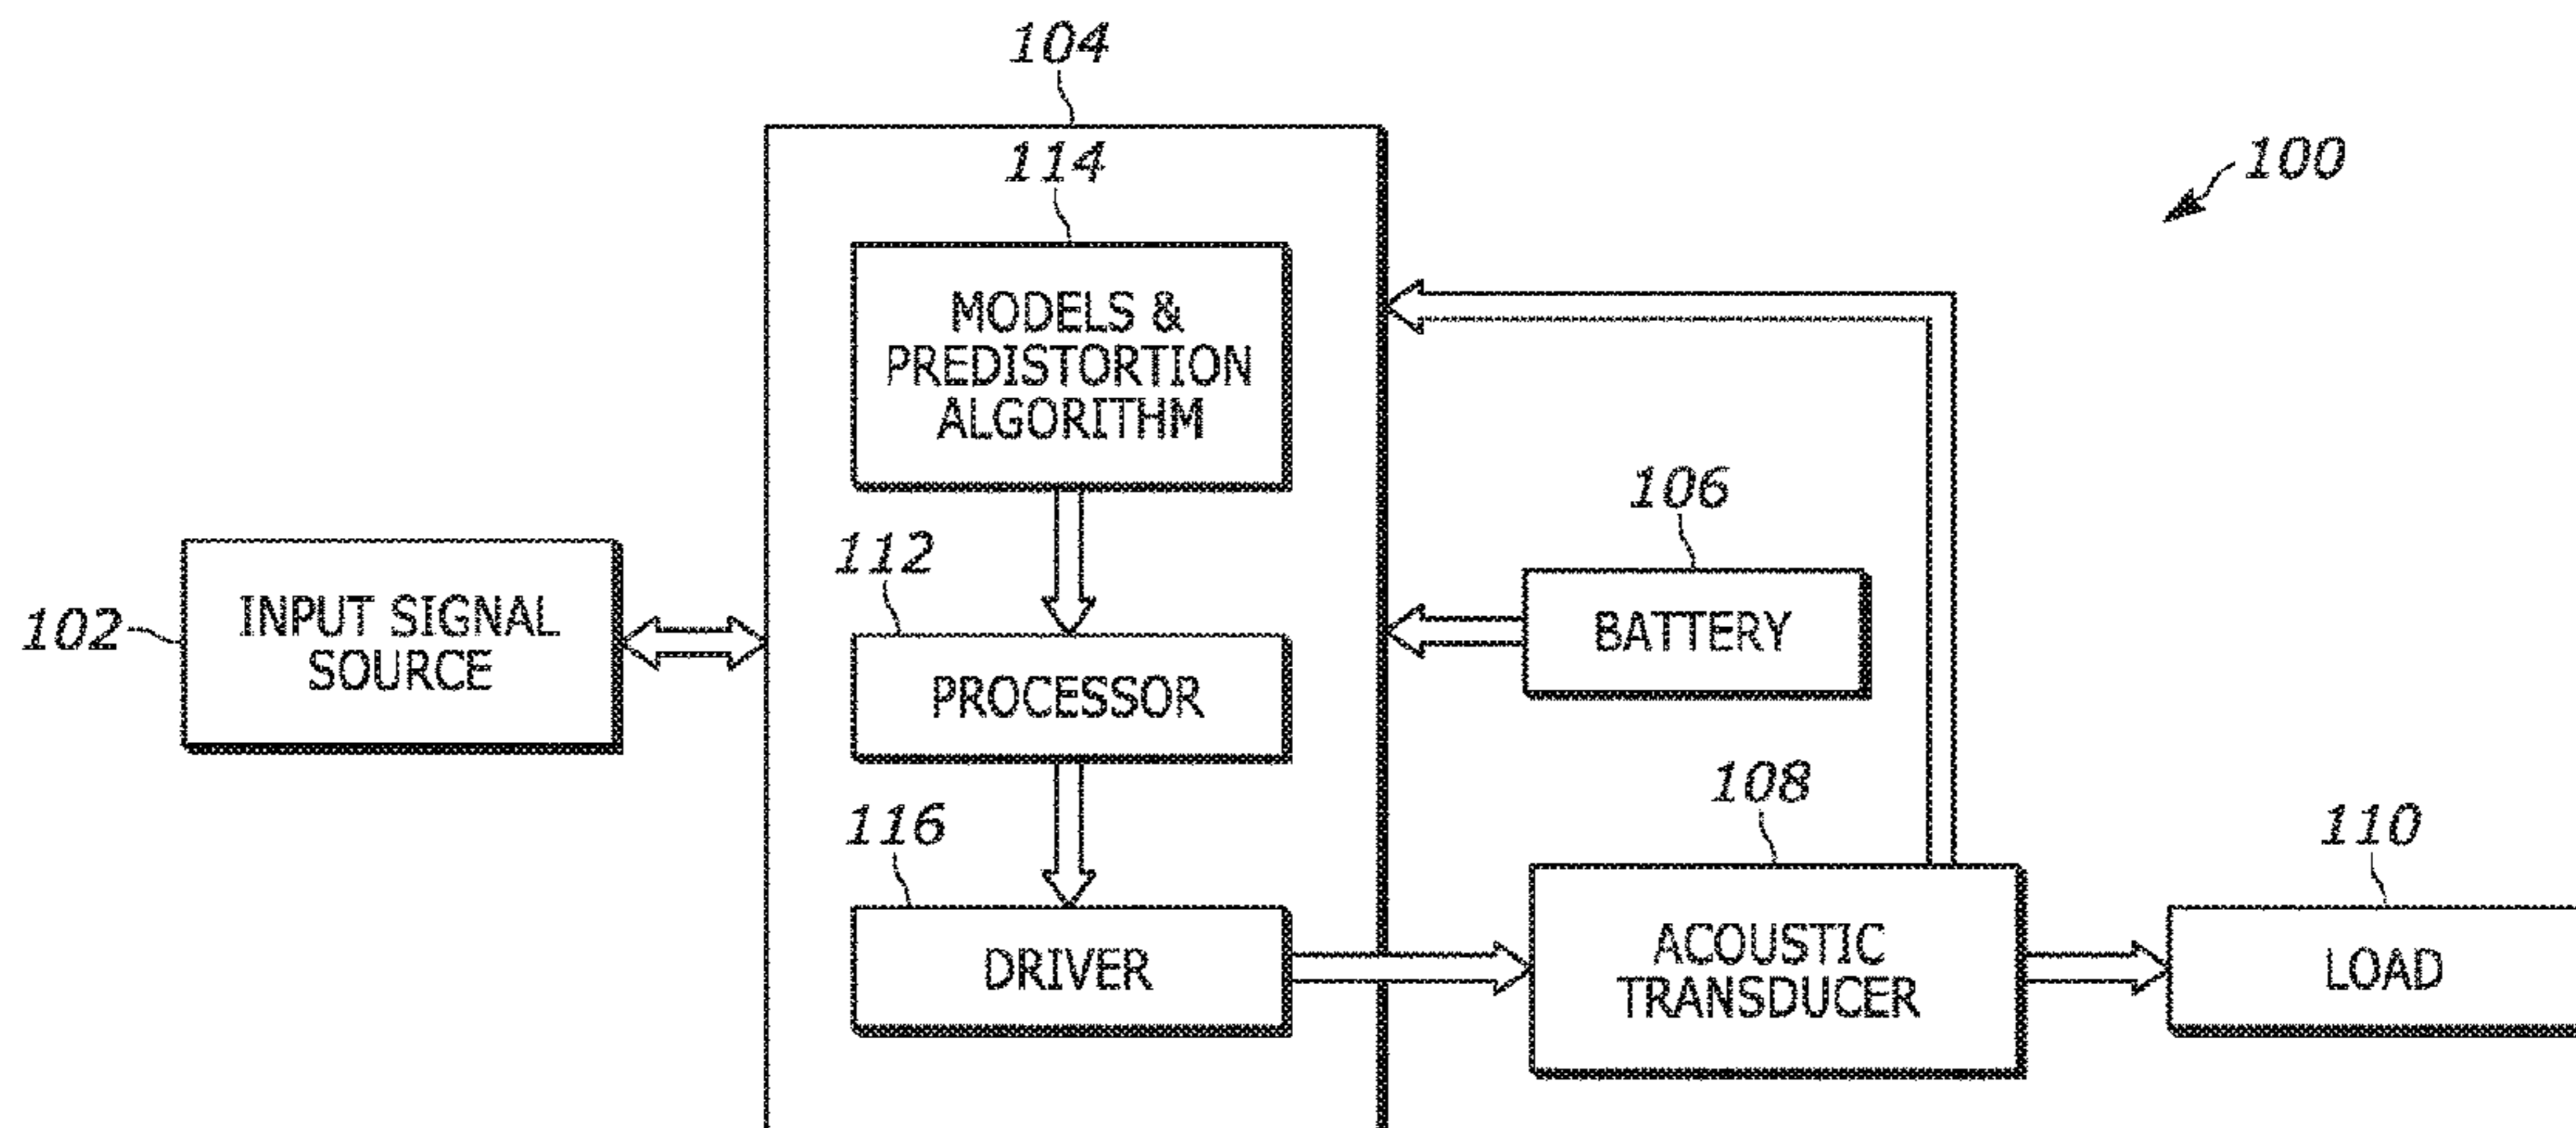 104
114
100
MODELS &
PREDISTORTION
ALGORITHM
106
112
102
INPUT SIGNAL
SOURCE
BATTERY
PROCESSOR
108
116
110
ACOUSTIC
TRANSDUCER
DRIVER
LOAD